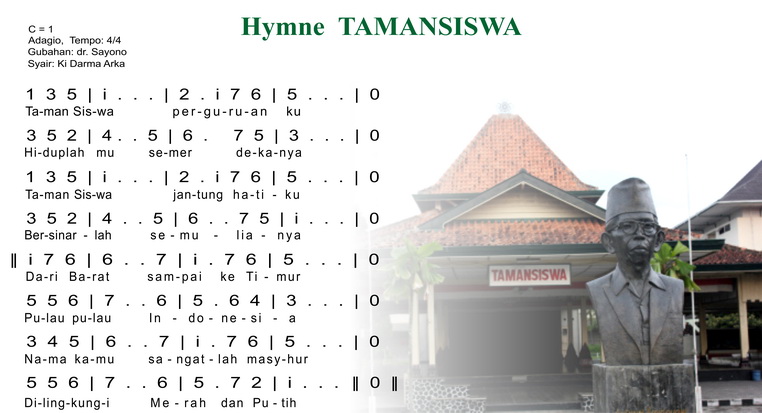 Hymne TAMANSISWA
C = 1
Adagio, Tempo: 4/4
Gubahan: dr. Sayono
Syair: Ki Darma Arka
1 3 5 | i . . . | 2 . i 7 6 | 5 . . . | 0
Ta-man Sis-wa per-gu-ru-an ku
3 5 2 | 4 . . 5 | 6 . 7 5 | 3 . . . | 0
Hi-duplah mu se-mer de-ka-nya
1 3 5 | i . . . | 2 . i 7 6 | 5 . . . | 0
Ta-man Sis-wa jan-tung ha-ti - ku
3 5 2 | 4 . . 5 | 6 . . 7 5 | i . . . | 0
Ber-sinar - lah se - mu - lia - nya
‖ i 7 6 | 6 . . 7 | i . 7 6 | 5 . . . | 0
Da-ri Ba-rat sam-pai ke Ti - mur
5 5 6 | 7 . . 6 | 5 . 6 4 | 3 . . . | 0
Pu-lau pu-lau In - do - ne - si - a
3 4 5 | 6 . . 7 | i . 7 6 | 5 . . . | 0
Na-ma ka-mu sa - ngat - lah masy-hur
5 5 6 | 7 . . 6 | 5 . 7 2 | i . . . ‖ 0 ‖
Di-ling-kung-i Me - rah dan Pu - tih
TAMANSISWA